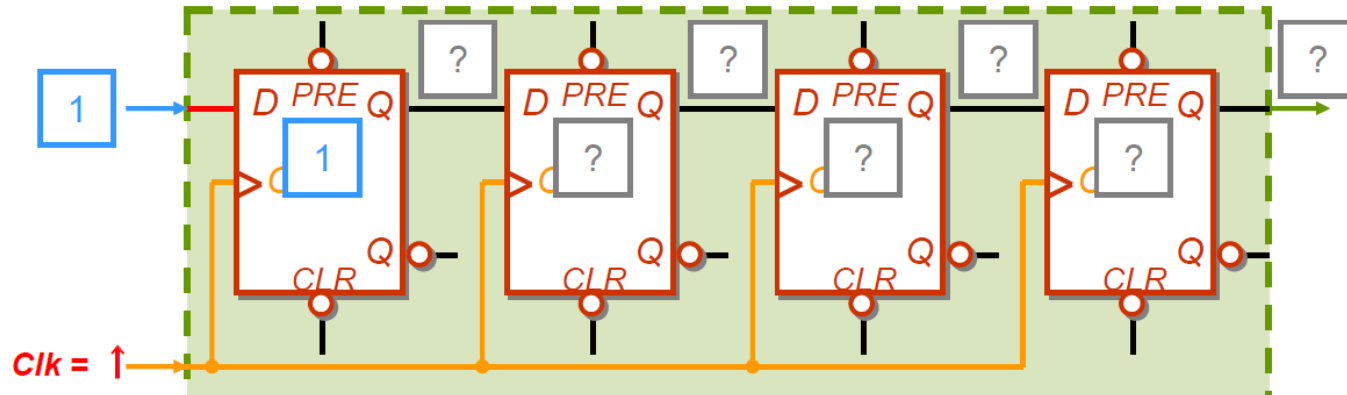 ? ? ? ?
1 D PRE Q D PRE Q D PRE Q D PRE Q
1 ? ? ?
Q Q Q Q
CLR CLR CLR CLR
Clk = ↑